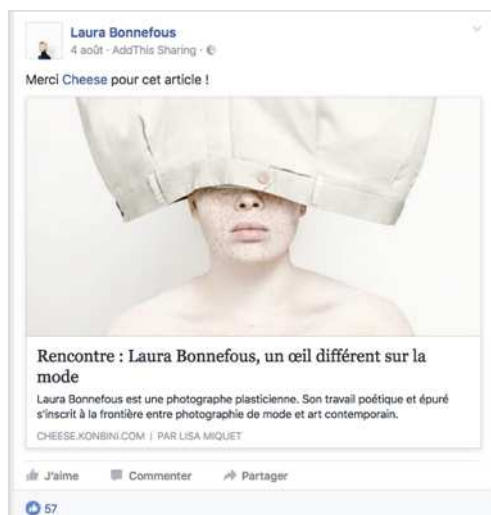 Laura Bonnefous
4 août · AddThis Sharing ·
Merci Cheese pour cet article !
Rencontre : Laura Bonnefous, un œil différent sur la
mode
Laura Bonnefous est une photographe plasticienne. Son travail poétique et épuré
s'inscrit à la frontière entre photographie de mode et art contemporain.
CHEESE.KONBINI.COM | PAR LISA MIQUET
J'aime Commenter Partager
57